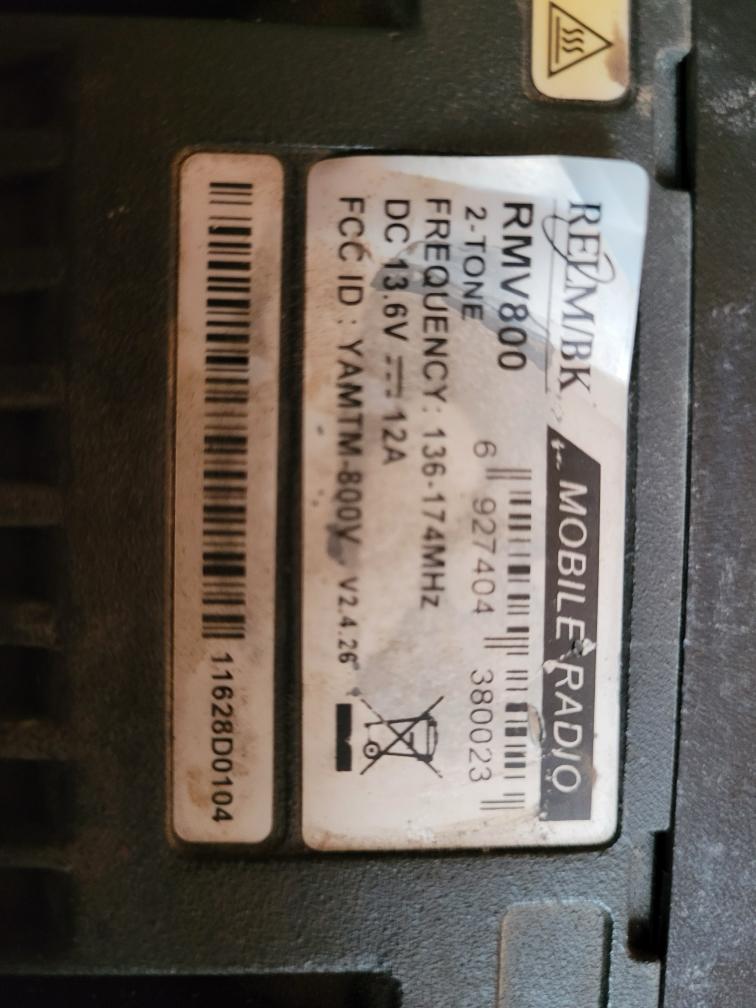 RELM/BK
MOBILE RADIO
RMV800
2-TONE
6 927404 380023
FREQUENCY: 136-174MHz
DC 13.6V ⎓ 12A
FCC ID : YAMTM-800V V2.4.26
11628D0104